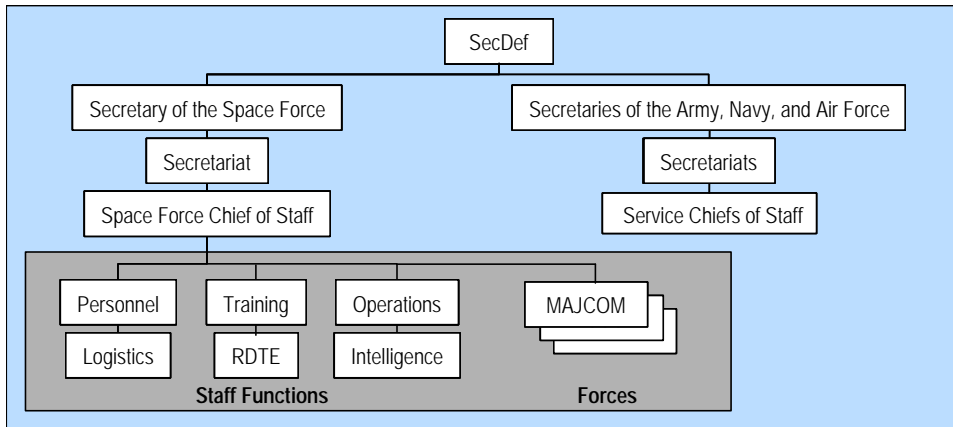 SecDef
Secretary of the Space Force
Secretaries of the Army, Navy, and Air Force
Secretariat
Secretariats
Space Force Chief of Staff
Service Chiefs of Staff
Personnel
Training
Operations
MAJCOM
Logistics
RDTE
Intelligence
Staff Functions
Forces